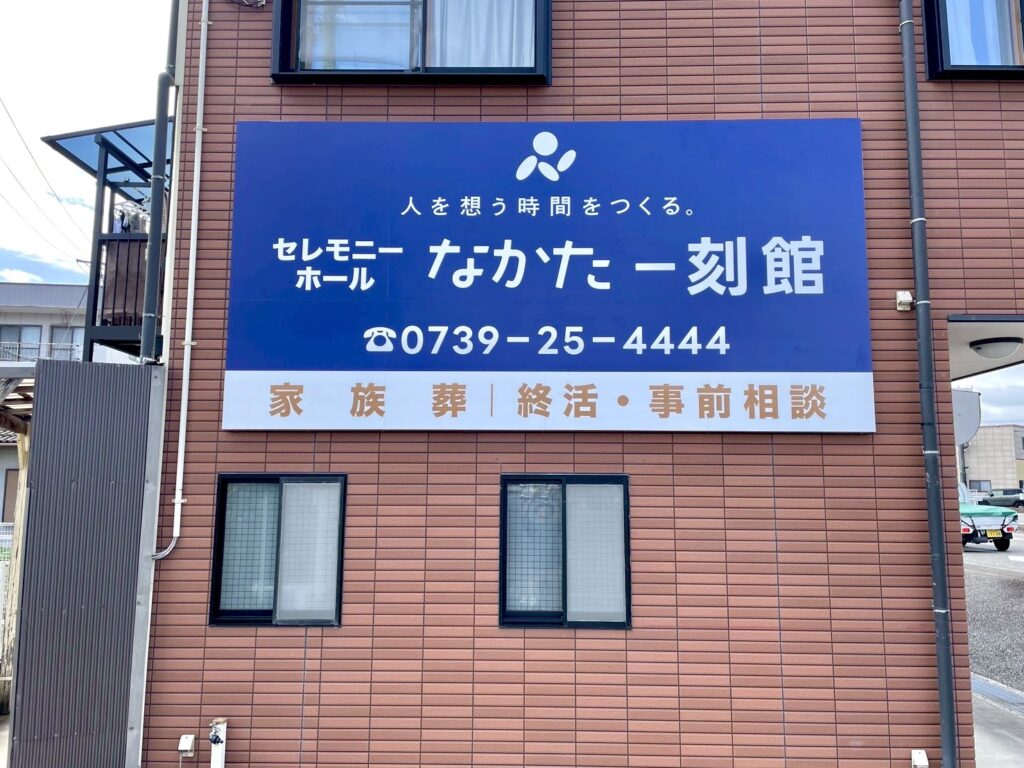 人を想う時間をつくる。
セレモニー
ホール
なかた一刻館
☎0739-25-4444
家族葬|終活・事前相談